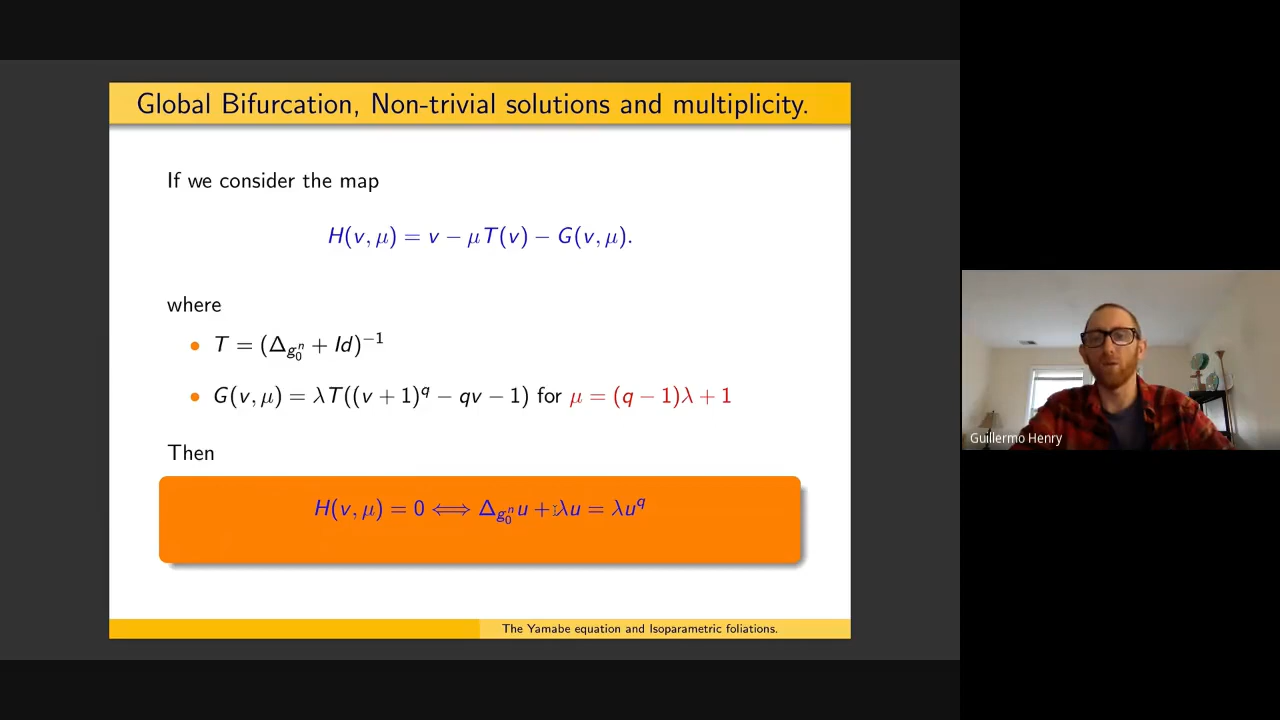 Global Bifurcation, Non-trivial solutions and multiplicity.
If we consider the map
H(v, μ) = v − μT(v) − G(v, μ).
where
• T = (Δ_{g_0^n} + Id)^{−1}
• G(v, μ) = λT((v + 1)^q − qv − 1) for μ = (q − 1)λ + 1
Then
H(v, μ) = 0 ⟺ Δ_{g_0^n} u + λu = λu^q
The Yamabe equation and Isoparametric foliations.
Guillermo Henry